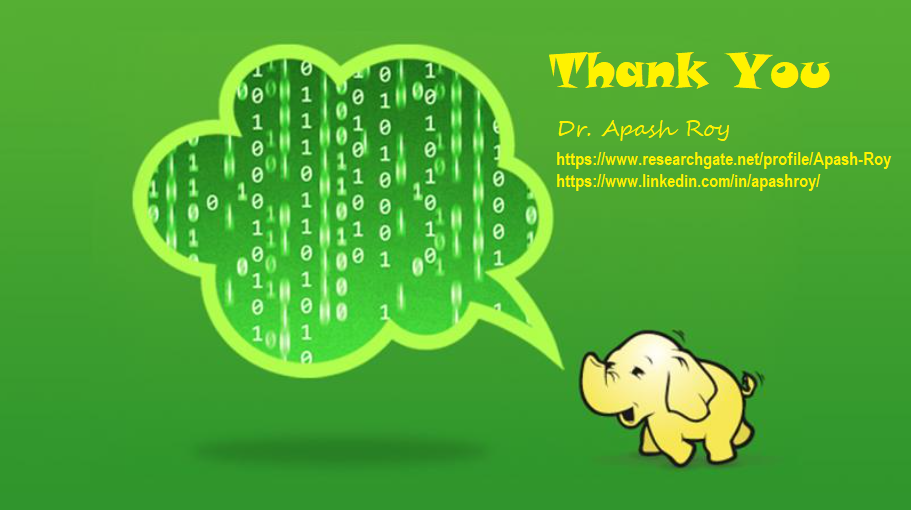 Thank You
Dr. Apash Roy
https://www.researchgate.net/profile/Apash-Roy
https://www.linkedin.com/in/apashroy/